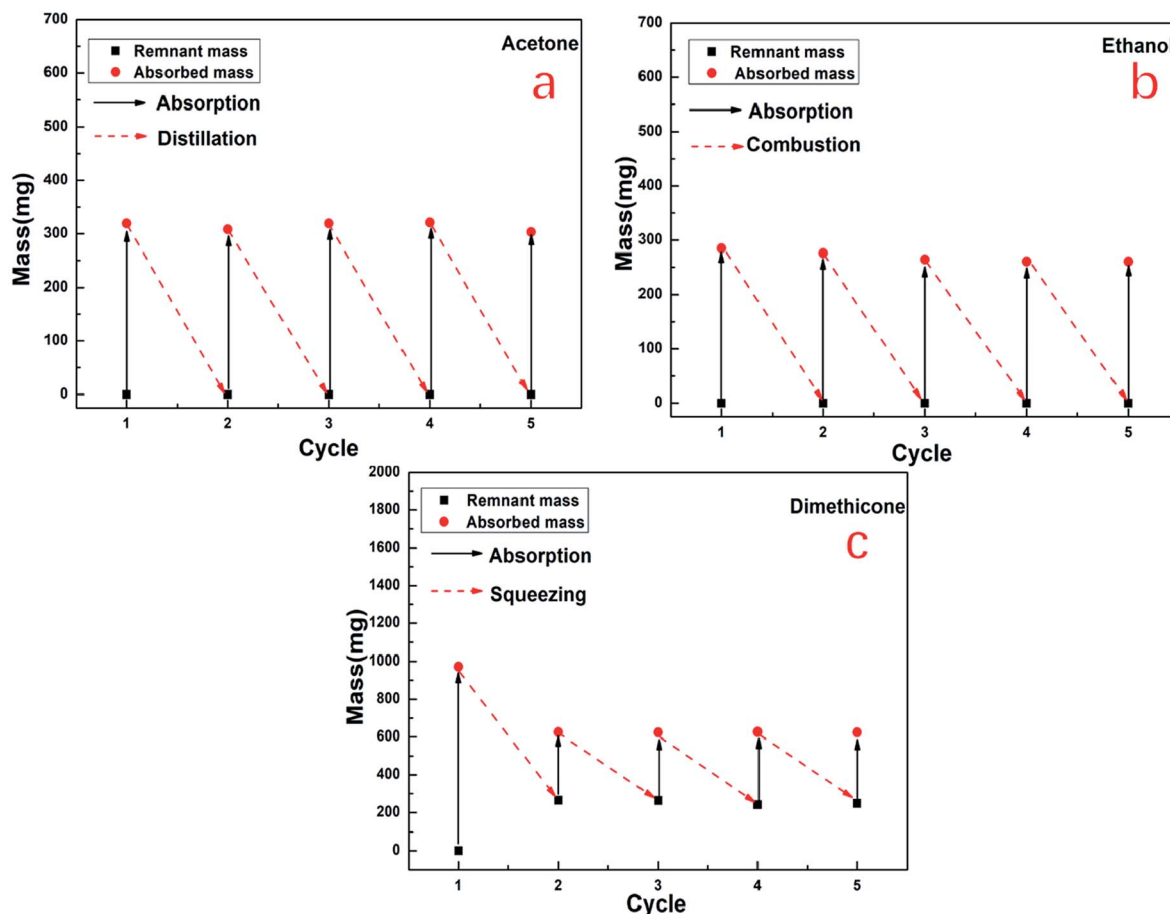 700
600
500
400
300
200
100
0
Mass(mg)
Remnant mass
Absorbed mass
Absorption
Distillation
Acetone
a
1 2 3 4 5
Cycle
700
600
500
400
300
200
100
0
Mass(mg)
Remnant mass
Absorbed mass
Absorption
Combustion
Ethanol
b
1 2 3 4 5
Cycle
2000
1800
1600
1400
1200
1000
800
600
400
200
0
Mass(mg)
Remnant mass
Absorbed mass
Absorption
Squeezing
Dimethicone
c
1 2 3 4 5
Cycle